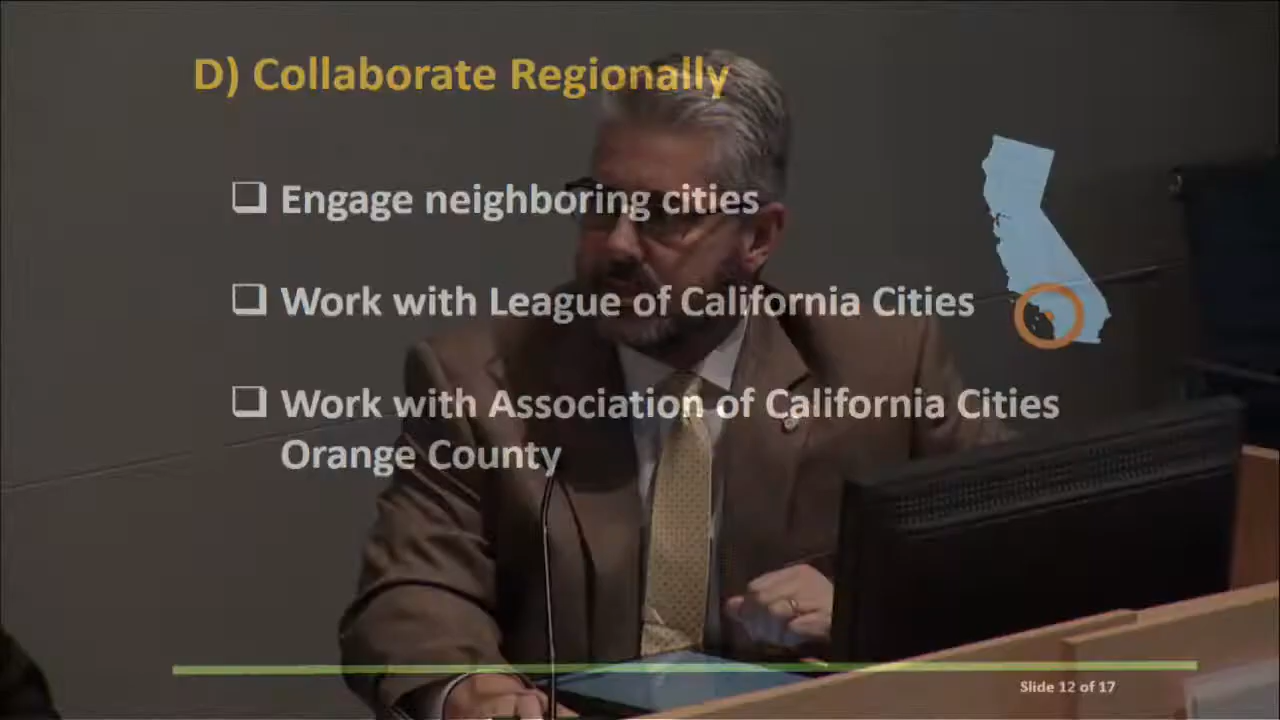 D) Collaborate Regionally
Engage neighboring cities
Work with League of California Cities
Work with Association of California Cities
Orange County
Slide 12 of 17